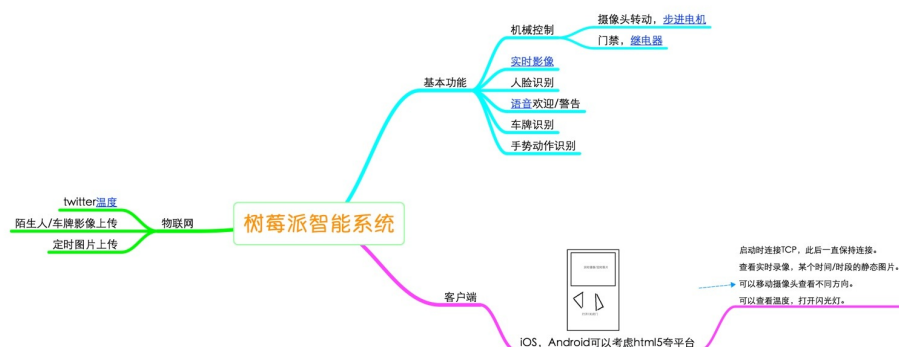 摄像头转动，步进电机
机械控制
门禁，继电器
实时影像
基本功能
人脸识别
语音欢迎/警告
车牌识别
手势动作识别
twitter温度
陌生人/车牌影像上传
物联网
定时图片上传
树莓派智能系统
客户端
启动时连接TCP，此后一直保持连接。
查看实时录像，某个时间/时段的静态图片。
可以移动摄像头查看不同方向。
可以查看温度，打开闪光灯。
iOS，Android可以考虑html5夸平台